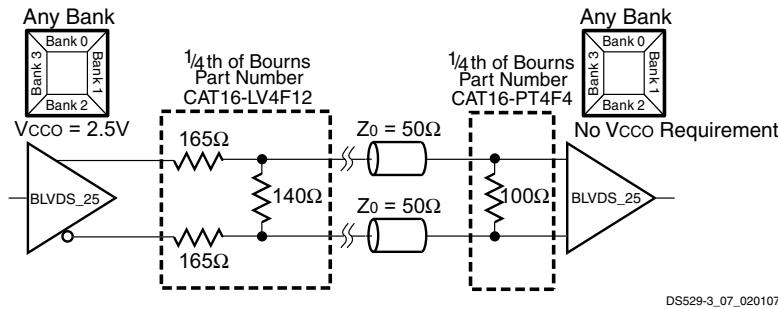 Any Bank
Bank 0
Bank 3
Bank 1
Bank 2
VCCO = 2.5V
BLVDS_25
1/4th of Bourns
Part Number
CAT16-LV4F12
165Ω
140Ω
165Ω
Z0 = 50Ω
Z0 = 50Ω
1/4th of Bourns
Part Number
CAT16-PT4F4
100Ω
Any Bank
Bank 0
Bank 3
Bank 1
Bank 2
No VCCO Requirement
BLVDS_25
DS529-3_07_020107